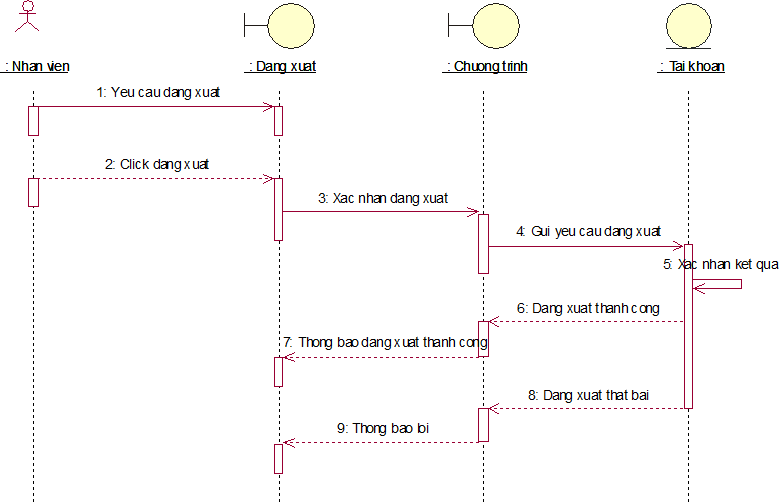 : Nhan vien
: Dang xuat
: Chuong trinh
: Tai khoan
1: Yeu cau dang xuat
2: Click dang xuat
3: Xac nhan dang xuat
4: Gui yeu cau dang xuat
5: Xac nhan ket qua
6: Dang xuat thanh cong
7: Thong bao dang xuat thanh cong
8: Dang xuat that bai
9: Thong bao loi